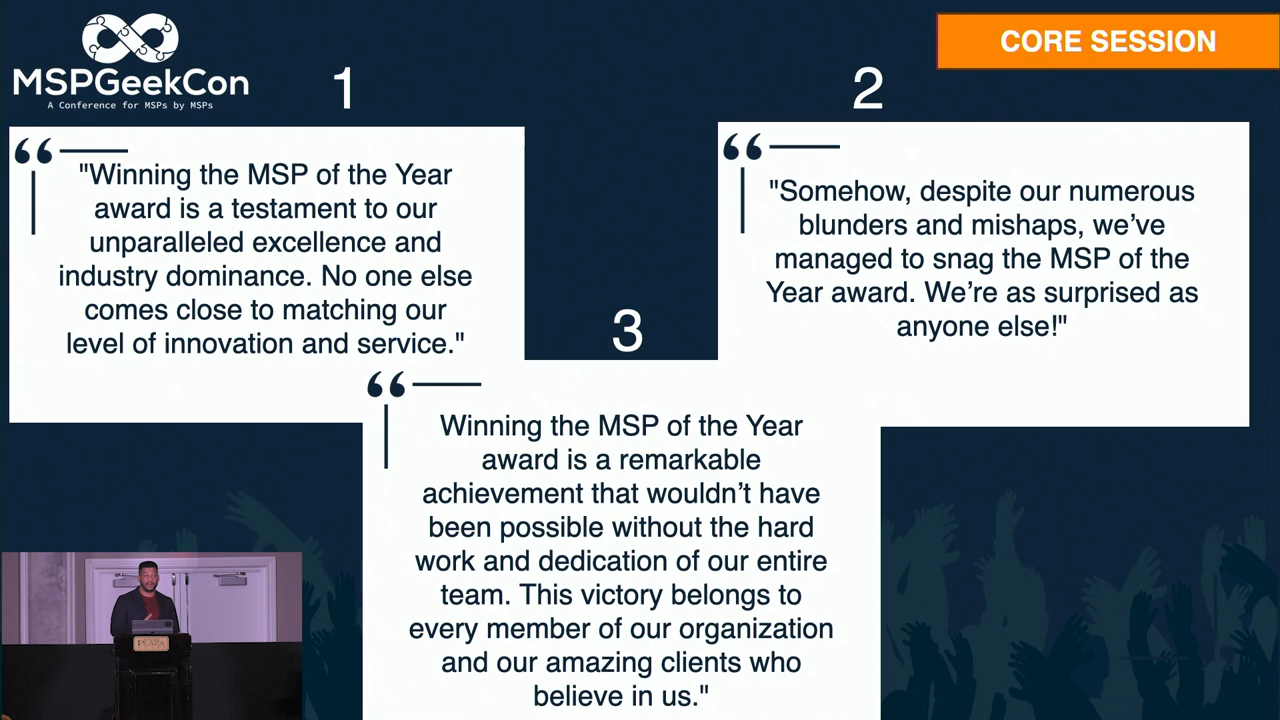 MSPGeekCon
A Conference for MSPs by MSPs
CORE SESSION
1
“
"Winning the MSP of the Year
award is a testament to our
unparalleled excellence and
industry dominance. No one else
comes close to matching our
level of innovation and service."
2
“
"Somehow, despite our numerous
blunders and mishaps, we’ve
managed to snag the MSP of the
Year award. We’re as surprised as
anyone else!"
3
“
Winning the MSP of the Year
award is a remarkable
achievement that wouldn’t have
been possible without the hard
work and dedication of our entire
team. This victory belongs to
every member of our organization
and our amazing clients who
believe in us."
PLAZA